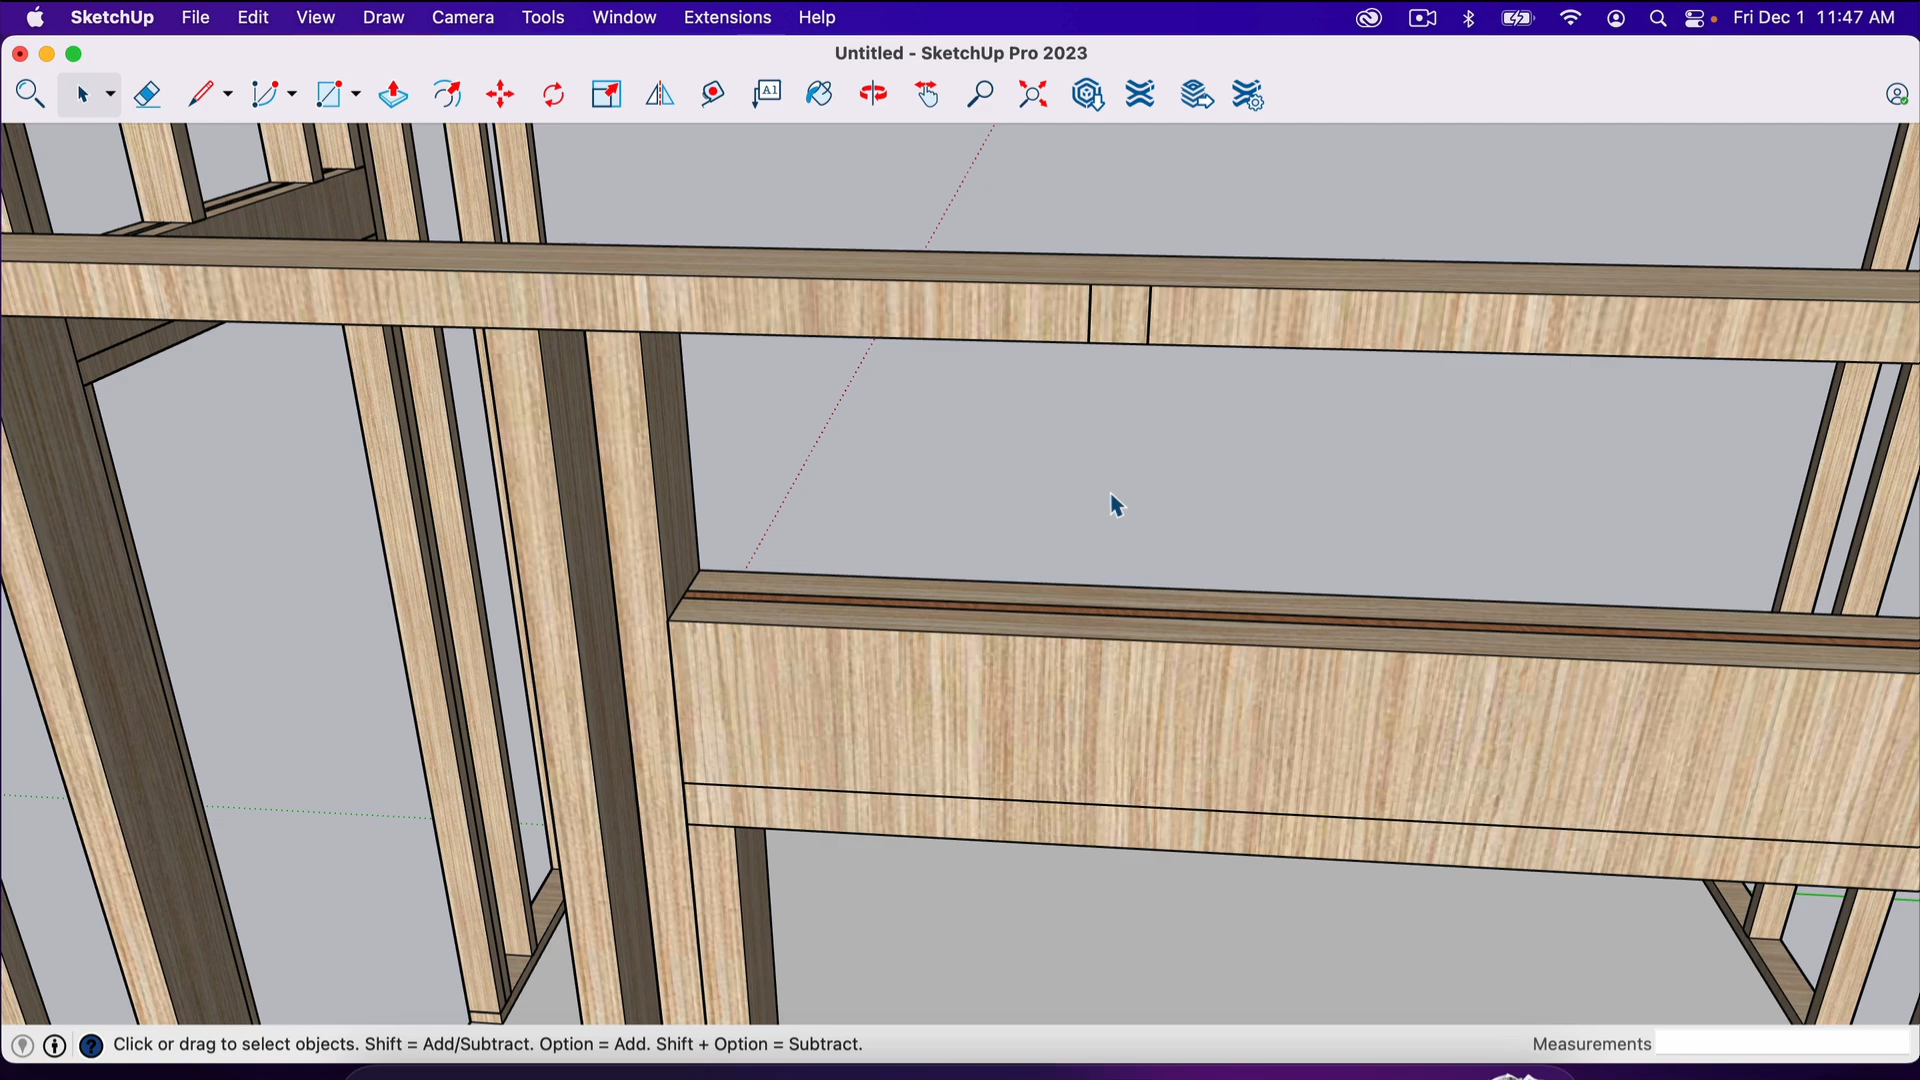 SketchUp File Edit View Draw Camera Tools Window Extensions Help Fri Dec 1 11:47 AM
Untitled - SketchUp Pro 2023
A1
Click or drag to select objects. Shift = Add/Subtract. Option = Add. Shift + Option = Subtract. Measurements